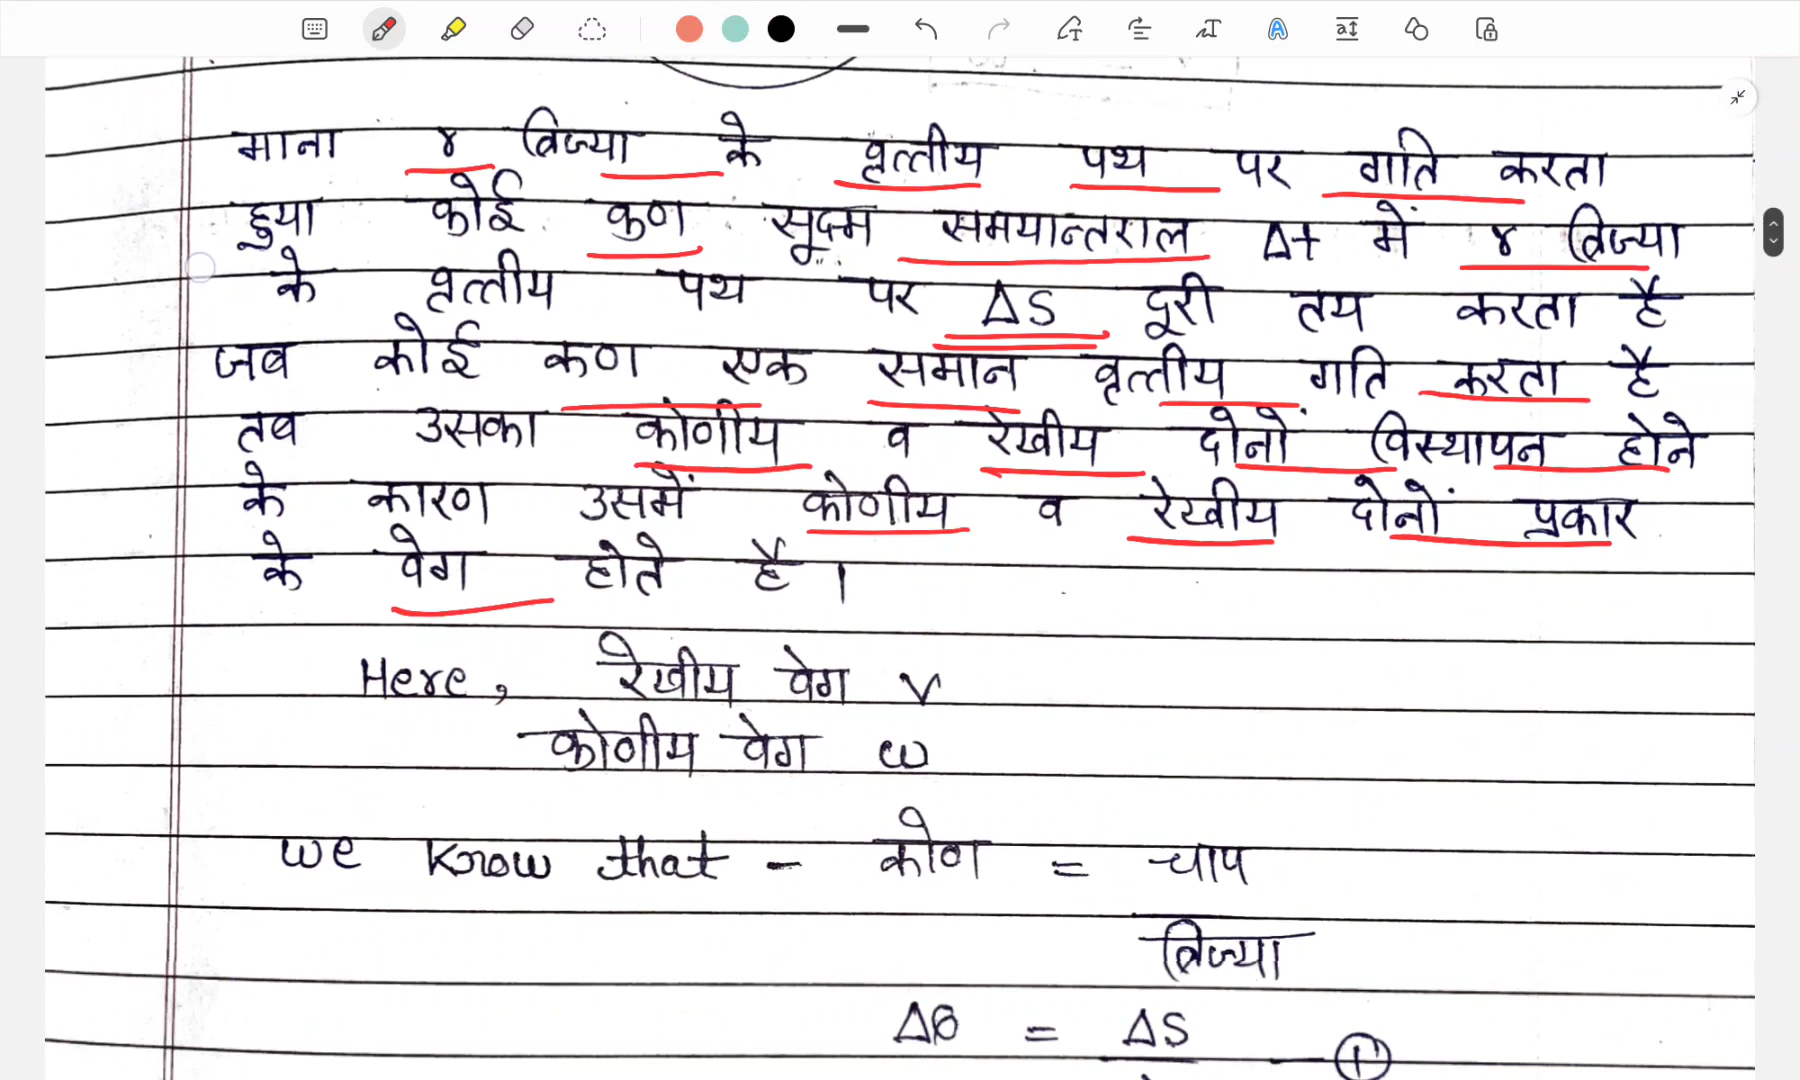 माना r त्रिज्या के वृत्तीय पथ पर गति करता
हुया कोई कण सूक्ष्म समयान्तराल Δt में r त्रिज्या
के वृत्तीय पथ पर ΔS दूरी तय करता है
जब कोई कण एक समान वृत्तीय गति करता है
तब उसका कोणीय व रेखीय दोनों विस्थापन होने
के कारण उसमें कोणीय व रेखीय दोनों प्रकार
के वेग होते है ।
Here, रेखीय वेग v
कोणीय वेग ω
we know that - कोण = चाप
त्रिज्या
Δθ = ΔS — ①